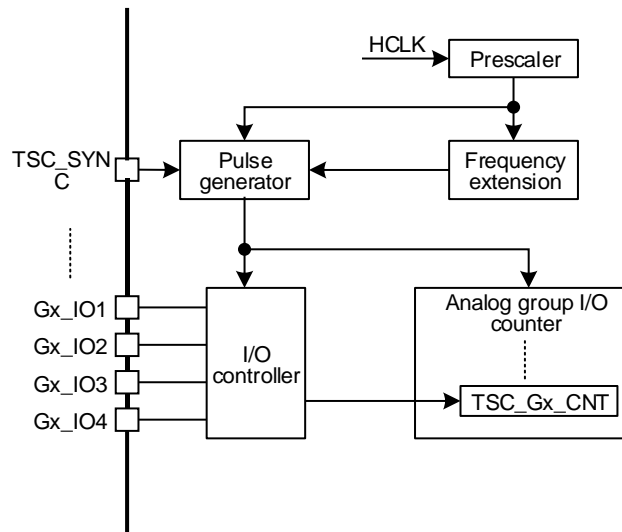 HCLK
Prescaler
TSC_SYN
C
Pulse
generator
Frequency
extension
Gx_IO1
Gx_IO2
Gx_IO3
Gx_IO4
I/O
controller
Analog group I/O
counter
TSC_Gx_CNT